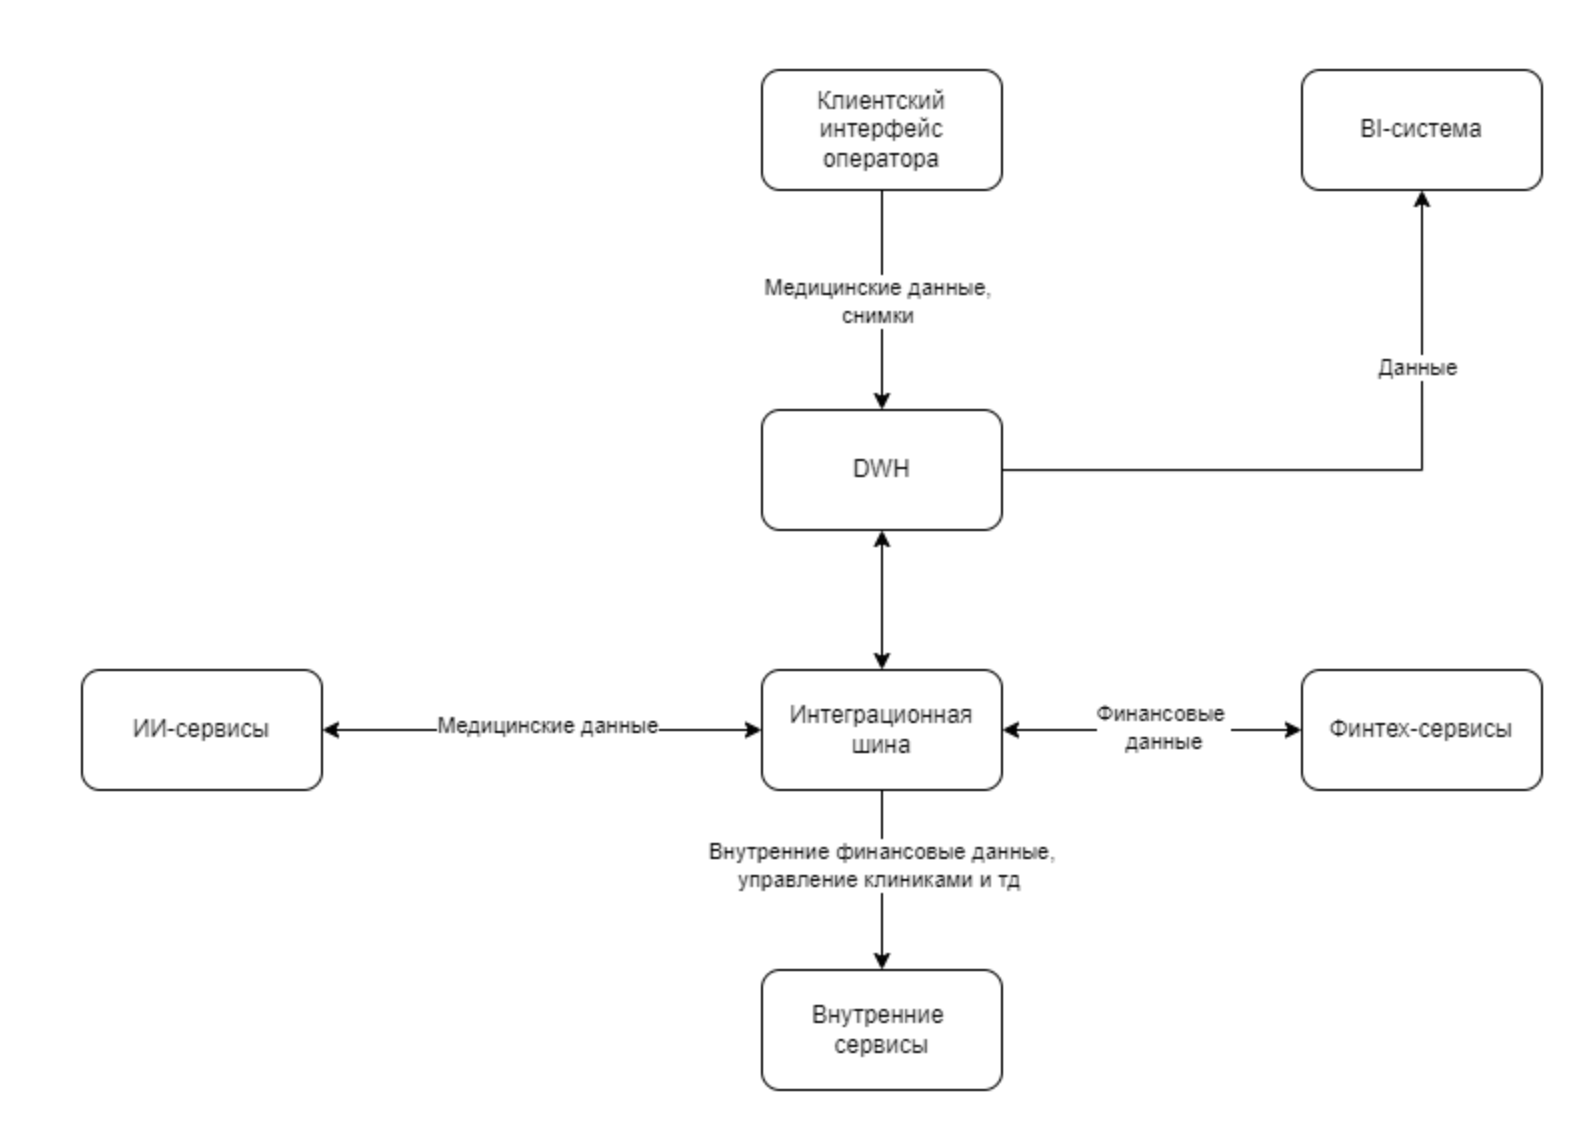 Клиентский
интерфейс
оператора
BI-система
Медицинские данные,
снимки
Данные
DWH
ИИ-сервисы
Медицинские данные
Интеграционная
шина
Финансовые
данные
Финтех-сервисы
Внутренние финансовые данные,
управление клиниками и тд
Внутренние
сервисы